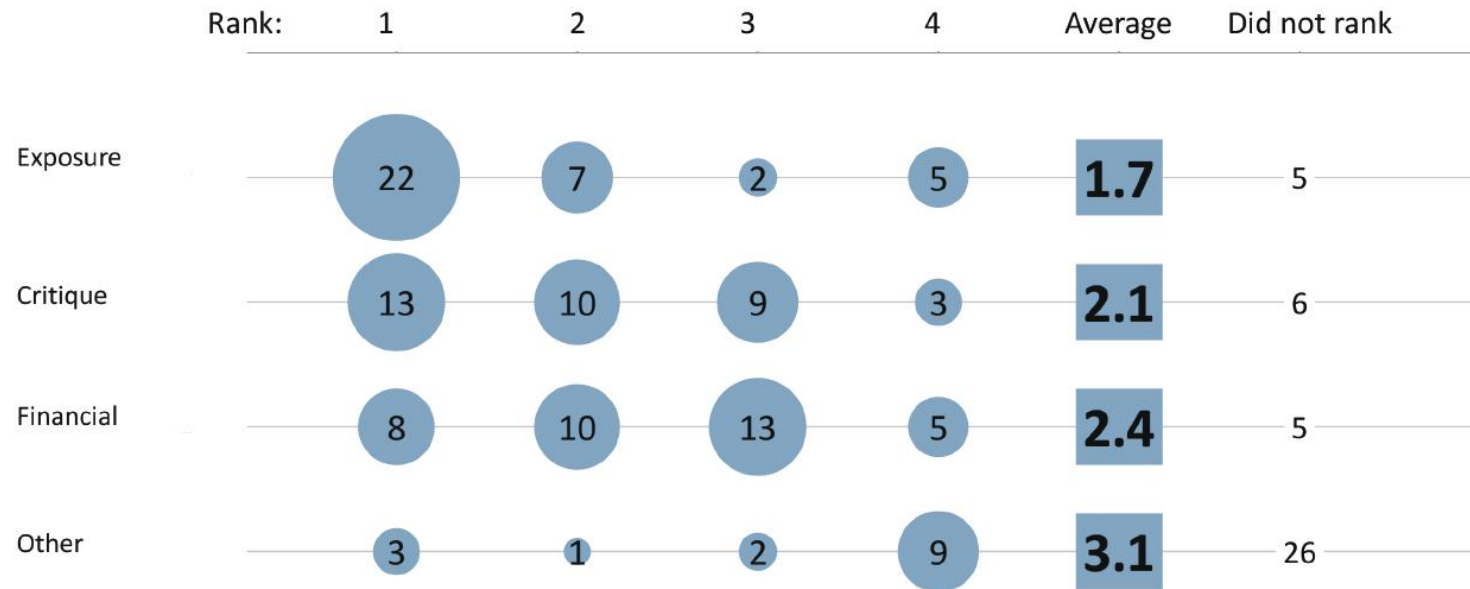 Rank: 1 2 3 4 Average Did not rank
Exposure 22 7 2 5 1.7 5
Critique 13 10 9 3 2.1 6
Financial 8 10 13 5 2.4 5
Other 3 1 2 9 3.1 26